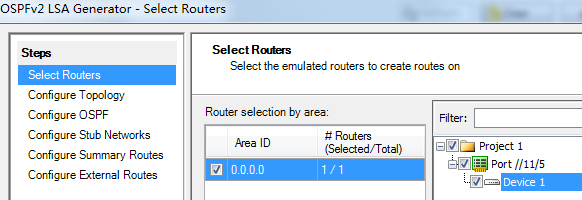 OSPFv2 LSA Generator - Select Routers
Steps
Select Routers
Configure Topology
Configure OSPF
Configure Stub Networks
Configure Summary Routes
Configure External Routes
Select Routers
Select the emulated routers to create routes on
Router selection by area:
Area ID
# Routers
(Selected/Total)
0.0.0.0
1 / 1
Filter:
Project 1
Port //11/5
Device 1